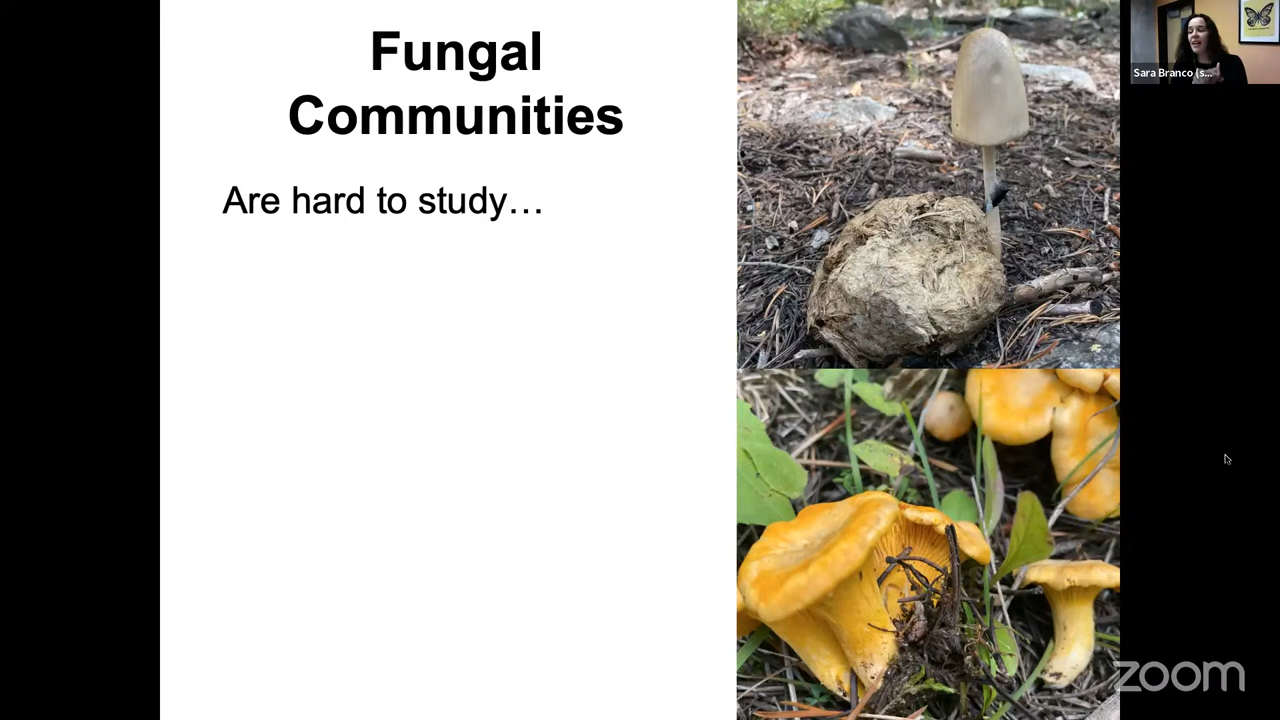 Fungal
Communities
Are hard to study…
Sara Branco (s...
zoom